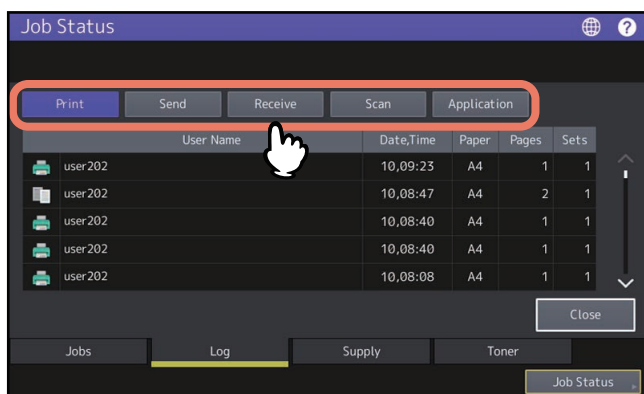 Job Status
?
Print Send Receive Scan Application
User Name Date,Time Paper Pages Sets
user202 10,09:23 A4 1 1
user202 10,08:47 A4 2 1
user202 10,08:40 A4 1 1
user202 10,08:40 A4 1 1
user202 10,08:08 A4 1 1
Close
Jobs Log Supply Toner
Job Status